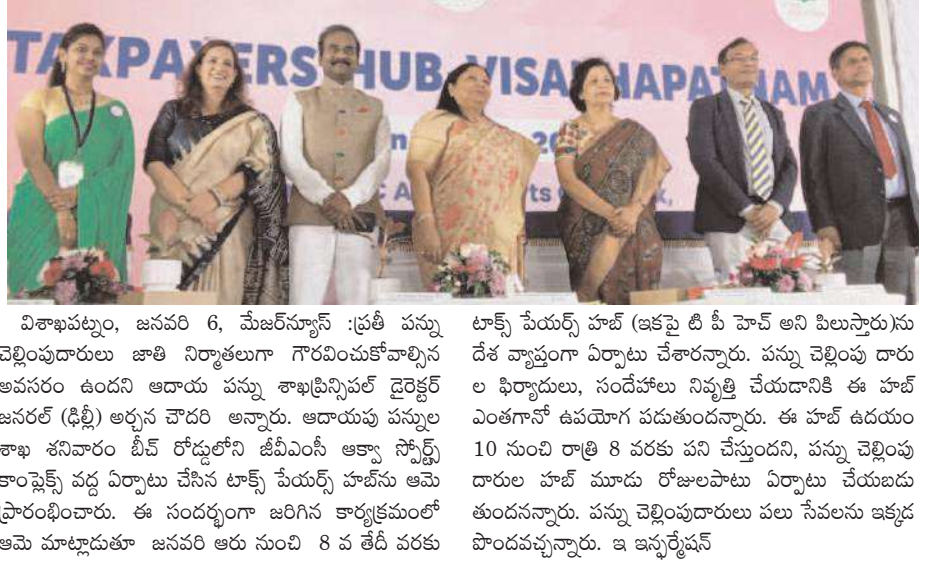 TAXPAYERS HUB VISAKHAPATNAM
విశాఖపట్నం, జనవరి 6, మేజర్‌న్యూస్ :ప్రతీ పన్ను
చెల్లింపుదారులు జాతి నిర్మాతలుగా గౌరవించుకోవాల్సిన
అవసరం ఉందని ఆదాయ పన్ను శాఖప్రిన్సిపల్ డైరెక్టర్
జనరల్ (ఢిల్లీ) అర్చన చౌదరి అన్నారు. ఆదాయపు పన్నుల
శాఖ శనివారం బీచ్ రోడ్డులోని జీవీఎంసీ ఆక్వా స్పోర్ట్స్
కాంప్లెక్స్ వద్ద ఏర్పాటు చేసిన టాక్స్ పేయర్స్ హబ్‌ను ఆమె
ప్రారంభించారు. ఈ సందర్భంగా జరిగిన కార్యక్రమంలో
ఆమె మాట్లాడుతూ జనవరి ఆరు నుంచి 8 వ తేదీ వరకు
టాక్స్ పేయర్స్ హబ్ (ఇకపై టి పీ హెచ్ అని పిలుస్తారు)ను
దేశ వ్యాప్తంగా ఏర్పాటు చేశారన్నారు. పన్ను చెల్లింపు దారు
ల ఫిర్యాదులు, సందేహాలు నివృత్తి చేయడానికి ఈ హబ్
ఎంతగానో ఉపయోగ పడుతుందన్నారు. ఈ హబ్ ఉదయం
10 నుంచి రాత్రి 8 వరకు పని చేస్తుందని, పన్ను చెల్లింపు
దారుల హబ్ మూడు రోజులపాటు ఏర్పాటు చేయబడు
తుందనన్నారు. పన్ను చెల్లింపుదారులు పలు సేవలను ఇక్కడ
పొందవచ్చన్నారు. ఇ ఇన్ఫర్మేషన్